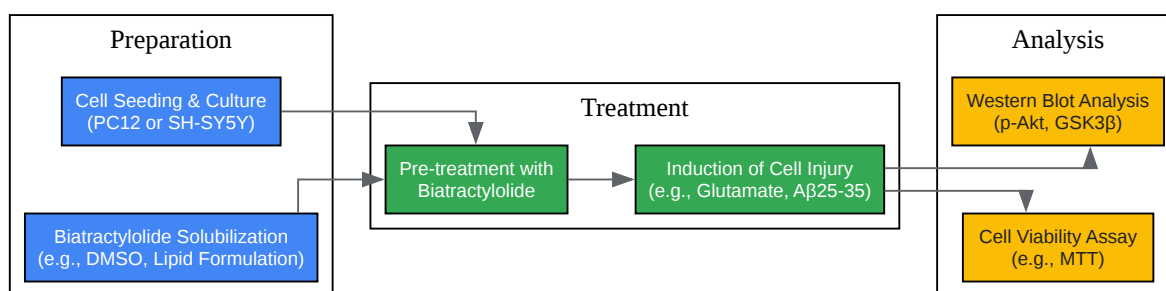 Preparation
Cell Seeding & Culture
(PC12 or SH-SY5Y)
Biatractylolide Solubilization
(e.g., DMSO, Lipid Formulation)
Treatment
Pre-treatment with
Biatractylolide
Induction of Cell Injury
(e.g., Glutamate, Aβ25-35)
Analysis
Western Blot Analysis
(p-Akt, GSK3β)
Cell Viability Assay
(e.g., MTT)